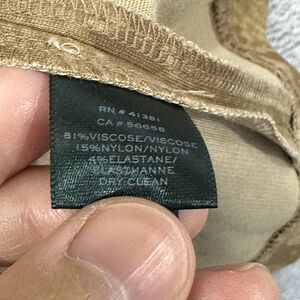 RN # 41381
CA # 56658
81%VISCOSE/VISCOSE
15%NYLON/NYLON
4%ELASTANE/
ELASTHANNE
DRY CLEAN